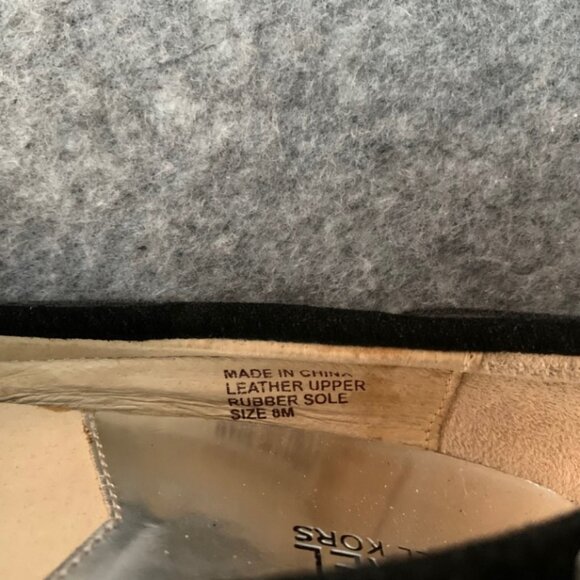 MADE IN CHINA
LEATHER UPPER
RUBBER SOLE
SIZE 8M
KORS